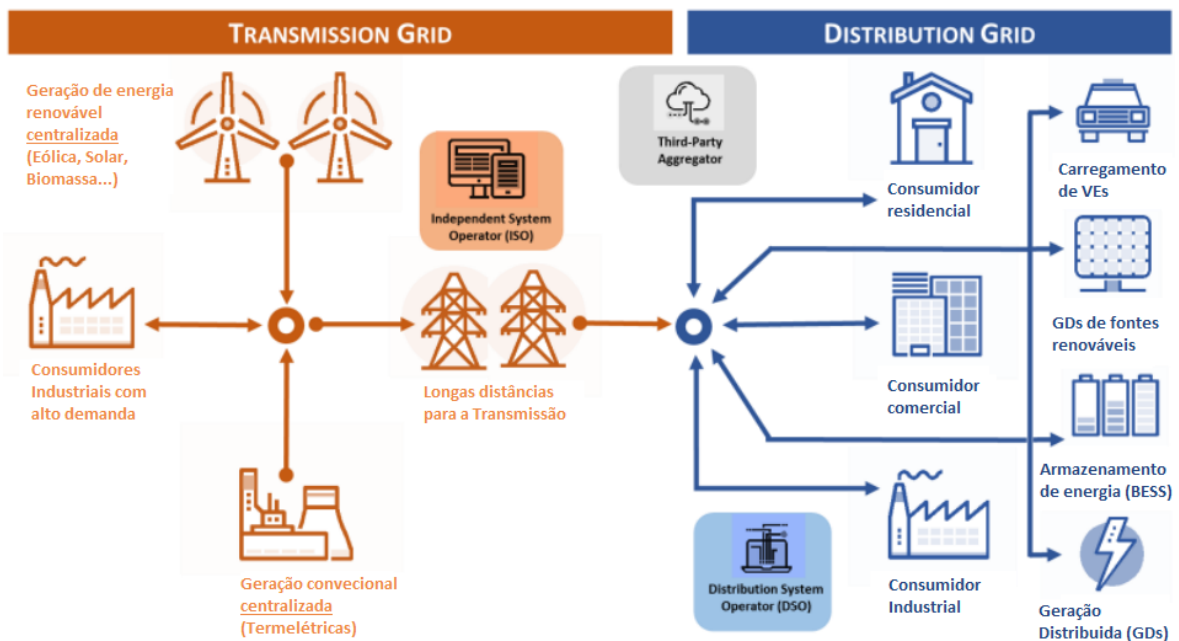 TRANSMISSION GRID
DISTRIBUTION GRID
Geração de energia
renovável
centralizada
(Eólica, Solar,
Biomassa...)
Independent System
Operator (ISO)
Third-Party
Aggregator
Consumidor
residencial
Carregamento
de VEs
Consumidores
Industriais com
alto demanda
Longas distâncias
para a Transmissão
Consumidor
comercial
GDs de fontes
renováveis
Geração convecional
centralizada
(Termelétricas)
Distribution System
Operator (DSO)
Consumidor
Industrial
Armazenamento
de energia (BESS)
Geração
Distribuida (GDs)